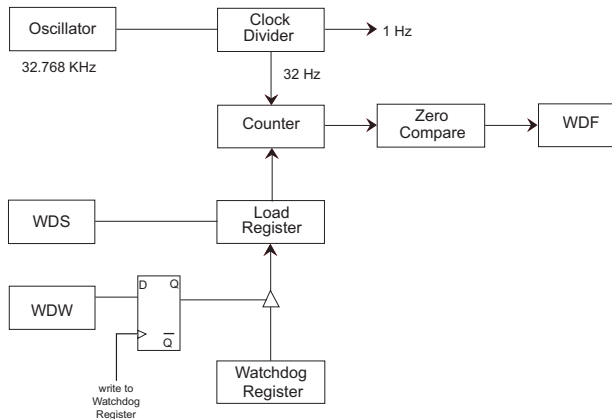 Oscillator
Clock
Divider
1 Hz
32.768 KHz
32 Hz
Counter
Zero
Compare
WDF
WDS
Load
Register
D Q
WDW
Q
write to
Watchdog
Register
Watchdog
Register